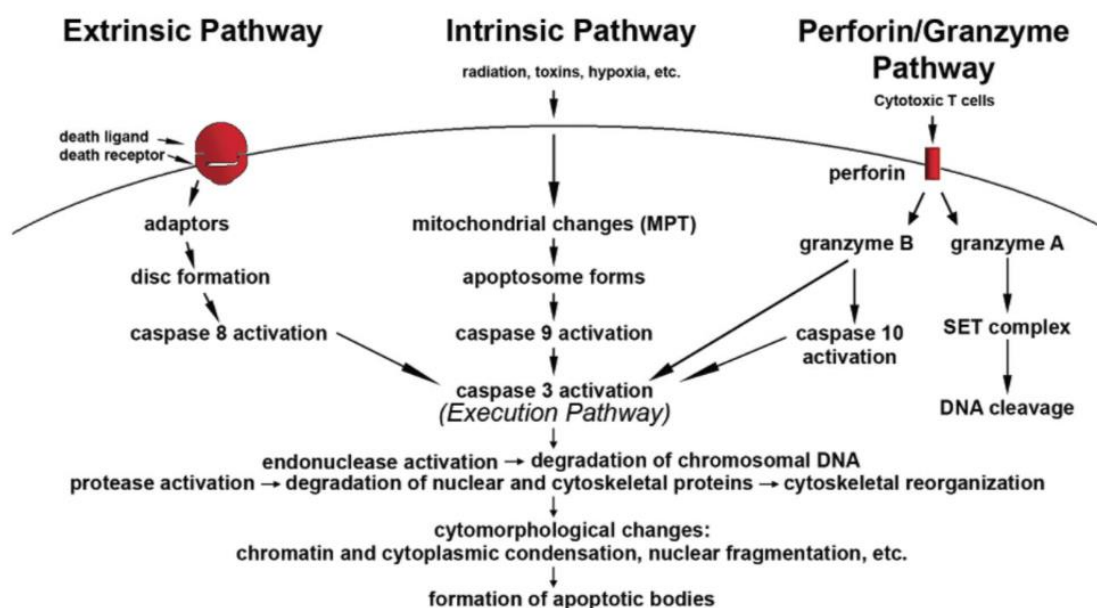 Extrinsic Pathway
Intrinsic Pathway
Perforin/Granzyme
Pathway
radiation, toxins, hypoxia, etc.
Cytotoxic T cells
death ligand
death receptor
perforin
adaptors
mitochondrial changes (MPT)
granzyme B
granzyme A
disc formation
apoptosome forms
caspase 8 activation
caspase 9 activation
caspase 10
activation
SET complex
caspase 3 activation
(Execution Pathway)
DNA cleavage
endonuclease activation → degradation of chromosomal DNA
protease activation → degradation of nuclear and cytoskeletal proteins → cytoskeletal reorganization
cytomorphological changes:
chromatin and cytoplasmic condensation, nuclear fragmentation, etc.
formation of apoptotic bodies